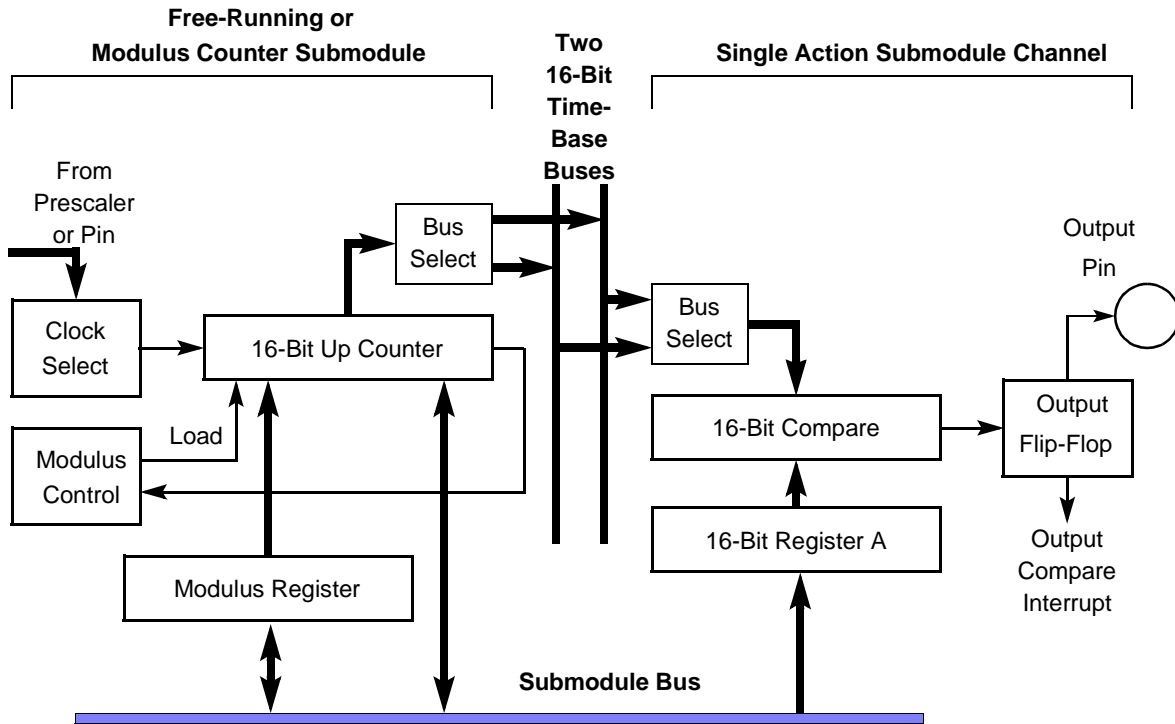 Free-Running or
Modulus Counter Submodule
Two
16-Bit
Time-
Base
Buses
Single Action Submodule Channel
From
Prescaler
or Pin
Bus
Select
Output
Pin
Clock
Select
16-Bit Up Counter
Bus
Select
Load
Modulus
Control
16-Bit Compare
Output
Flip-Flop
16-Bit Register A
Modulus Register
Output
Compare
Interrupt
Submodule Bus